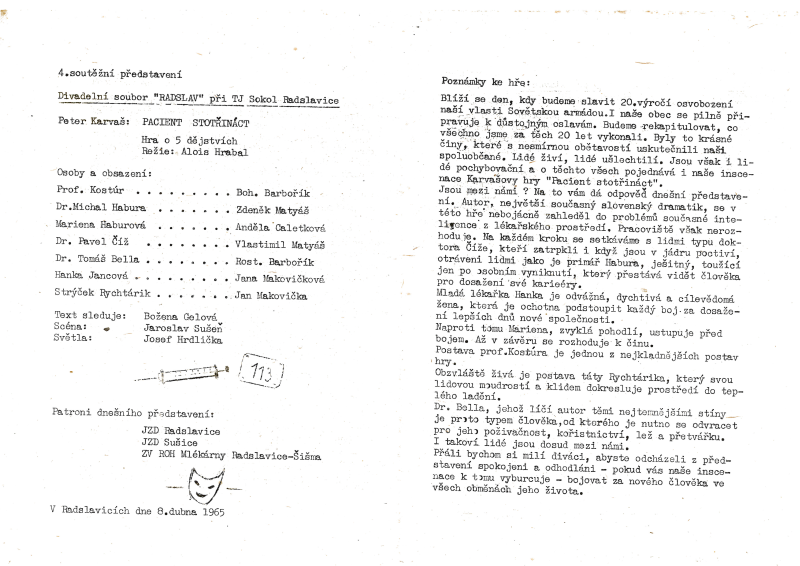 4.soutěžní představení
Divadelní soubor "RADSLAV" při TJ Sokol Radslavice
Peter Karvaš: PACIENT STOTŘINÁCT
Hra o 5 dějstvích
Režie: Alois Hrabal
Osoby a obsazení:
Prof. Kostúr . . . . . . . . . Boh. Barbořík
Dr.Michal Habura . . . . . . . Zdeněk Matyáš
Mariena Haburová . . . . . . . Anděla Caletková
Dr. Pavel Číž . . . . . . . . Vlastimil Matyáš
Dr. Tomáš Bella . . . . . . . . Rost. Barbořík
Hanka Jancová . . . . . . . . . Jana Makovičková
Strýček Rychtárik . . . . . . . Jan Makovička
Text sleduje: Božena Gelová
Scéna: Jaroslav Sušeň
Světla: Josef Hrdlička
113
Patroni dnešního představení:
JZD Radslavice
JZD Sušice
ZV ROH Mlékárny Radslavice-Šišma
V Radslavicích dne 8.dubna 1965
Poznámky ke hře:
Blíží se den, kdy budeme slavit 20.výročí osvobození
naší vlasti Sovětskou armádou.I naše obec se pilně při-
pravuje k důstojným oslavám. Budeme rekapitulovat, co
všechno jsme za těch 20 let vykonali. Byly to krásné
činy, které s nesmírnou obětavostí uskutečnili naši
spoluobčané. Lidé živí, lidé ušlechtilí. Jsou však i li-
dé pochybovační a o těchto všech pojednává i naše insce-
nace Karvašovy hry "Pacient stotřináct".
Jsou mezi námi ? Na to vám dá odpověď dnešní představe-
ní. Autor, největší současný slovenský dramatik, se v
této hře nebojácně zahleděl do problémů současné inte-
ligence z lékařského prostředí. Pracoviště však neroz-
hoduje. Na každém kroku se setkáváme s lidmi typu dok-
tora Číže, kteří zatrpkli i když jsou v jádru poctiví,
otráveni lidmi jako je primář Habura, ješitný, toužící
jen po osobním vyniknutí, který přestává vidět člověka
pro dosažení své karieéry.
Mladá lékařka Hanka je odvážná, dychtivá a cílevědomá
žena, která je ochotna podstoupit každý boj za dosaže-
ní lepších dnů nové společnosti.
Naproti tomu Mariena, zvyklá pohodlí, ustupuje před
bojem. Až v závěru se rozhoduje k činu.
Postava prof.Kostúra je jednou z nejkladnějších postav
hry.
Obzvláště živá je postava táty Rychtárika, který svou
lidovou moudrostí a klidem dokresluje prostředí do tep-
lého ladění.
Dr. Bella, jehož líčí autor těmi nejtemnějšími stíny
je proto typem člověka,od kterého je nutno se odvracet
pro jeho poživačnost, kořistnictví, lež a přetvářku.
I takoví lidé jsou dosud mezi námi.
Přáli bychom si milí diváci, abyste odcházeli z před-
stavení spokojeni a odhodláni - pokud vás naše insce-
nace k tomu vyburcuje - bojovat za nového člověka ve
všech obměnách jeho života.